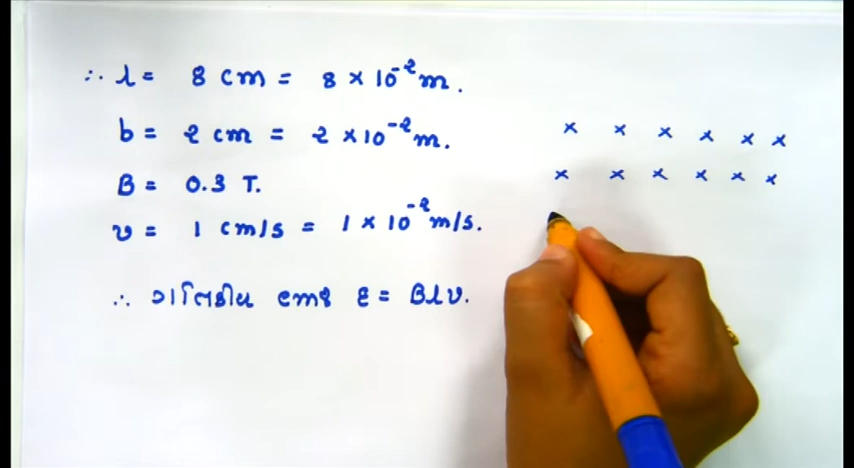 ∴ l = 8 cm = 8 × 10⁻² m.
b = 2 cm = 2 × 10⁻² m.
B = 0.3 T.
v = 1 cm/s = 1 × 10⁻² m/s.
∴ ગતિકીય emf ε = Blv.
× × × × × ×
× × × × × ×